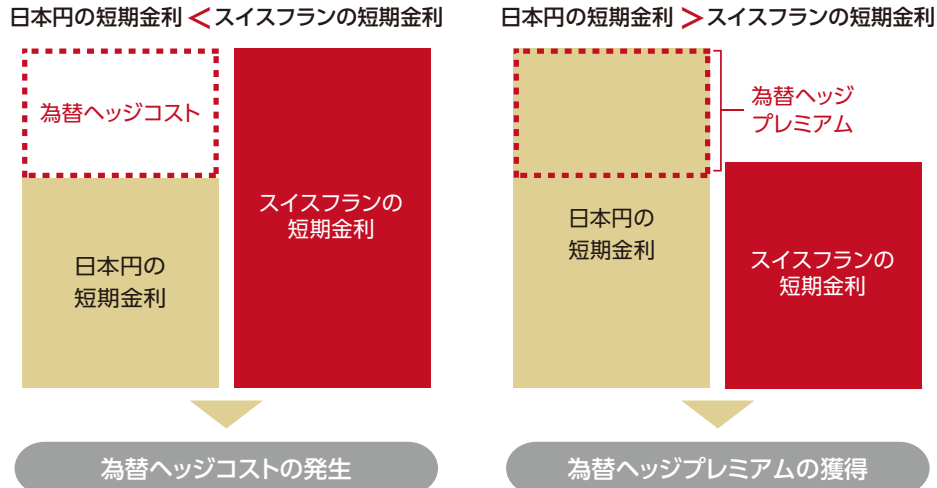 日本円の短期金利 < スイスフランの短期金利
為替ヘッジコスト
日本円の
短期金利
スイスフランの
短期金利
為替ヘッジコストの発生
日本円の短期金利 > スイスフランの短期金利
為替ヘッジ
プレミアム
日本円の
短期金利
スイスフランの
短期金利
為替ヘッジプレミアムの獲得